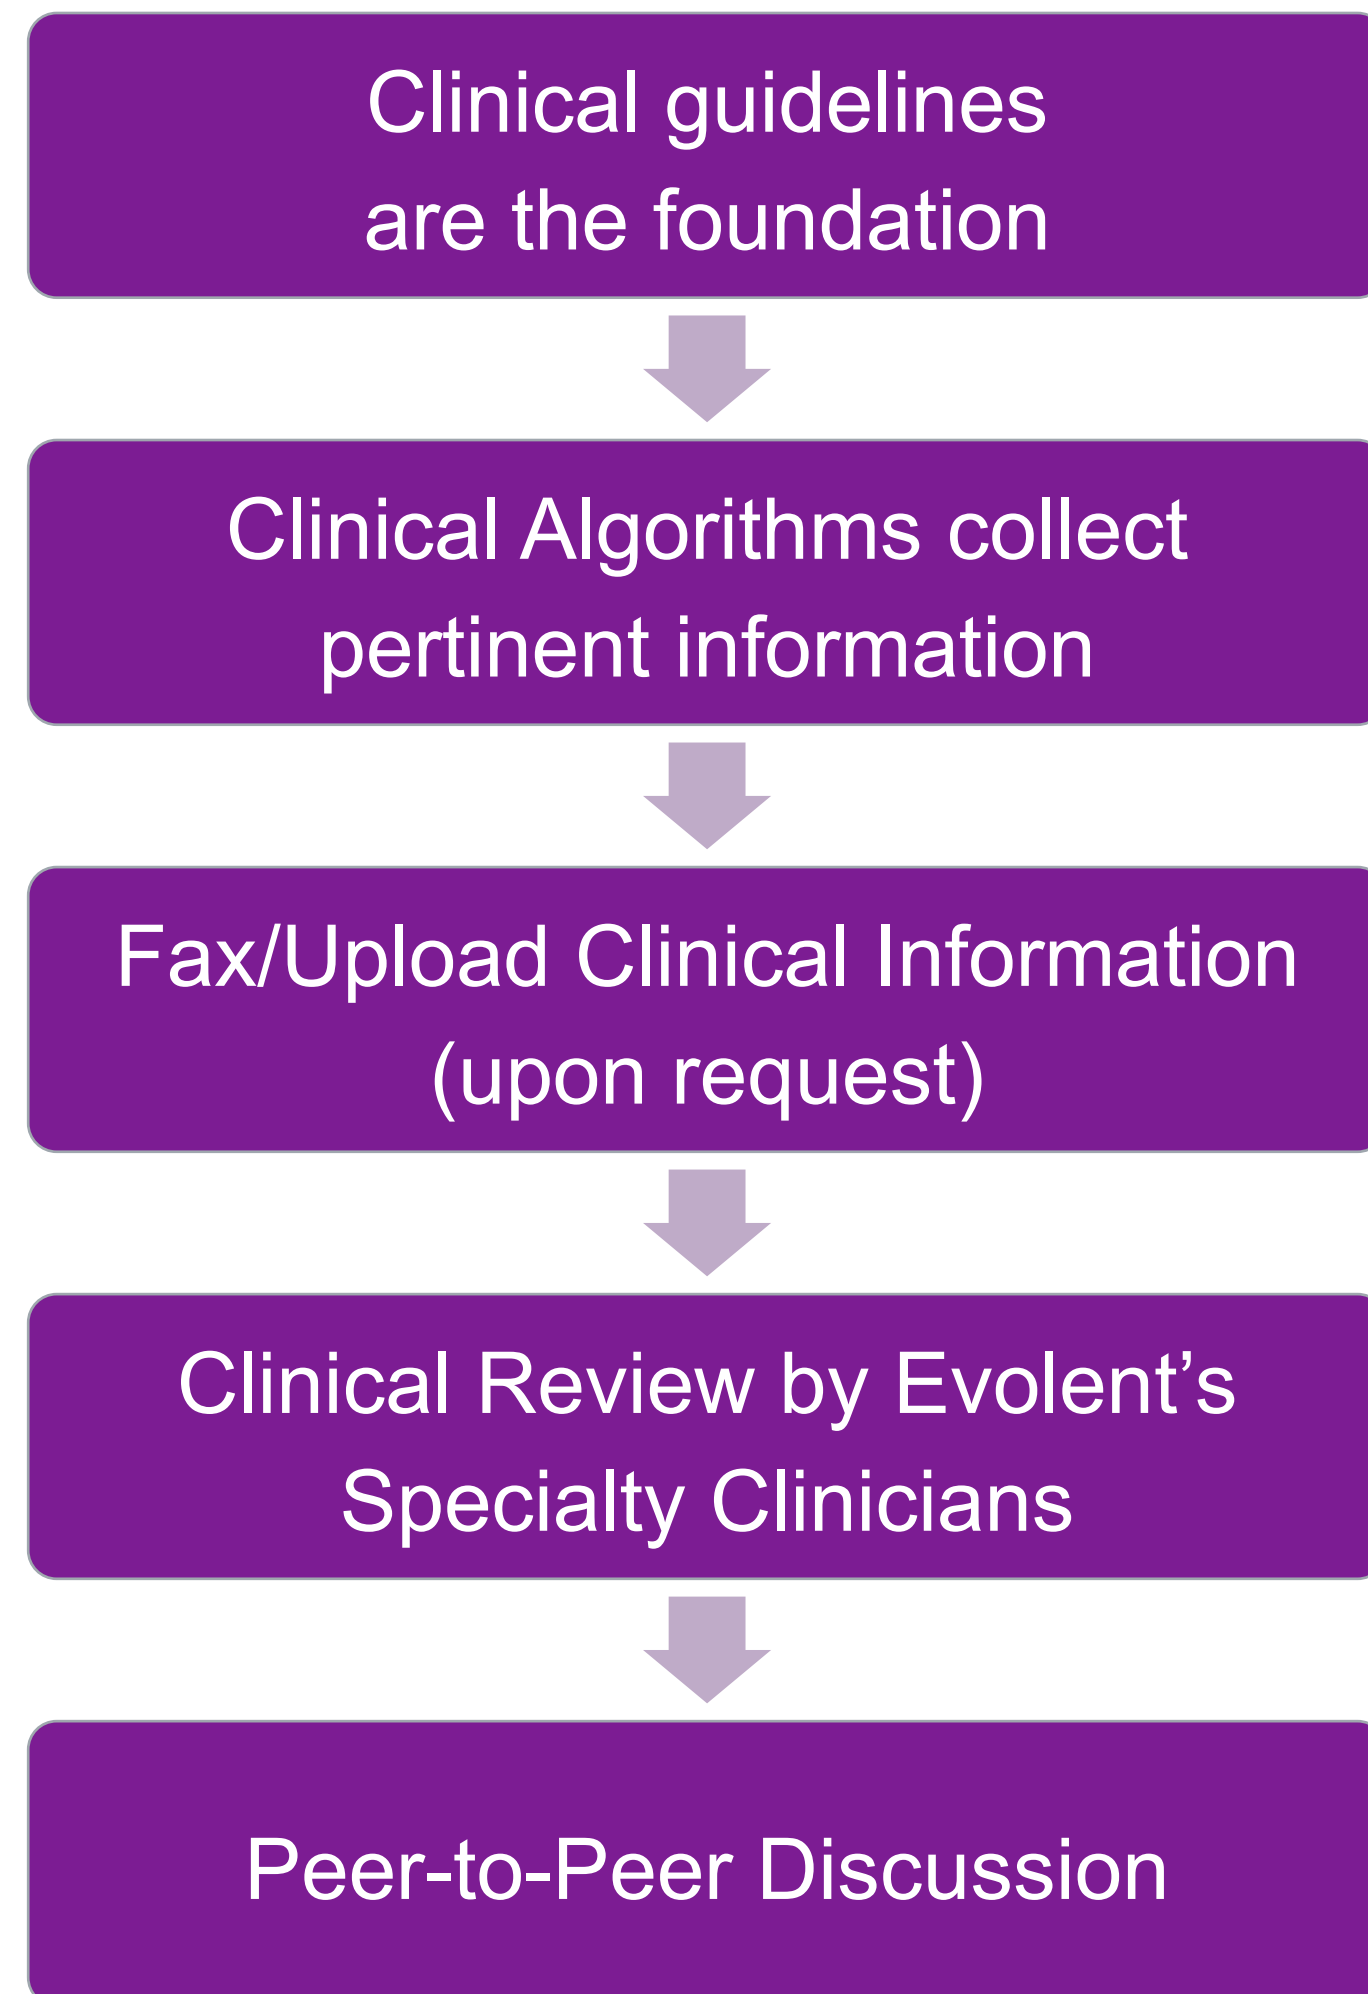 Clinical guidelines
are the foundation
Clinical Algorithms collect
pertinent information
Fax/Upload Clinical Information
(upon request)
Clinical Review by Evolent’s
Specialty Clinicians
Peer-to-Peer Discussion